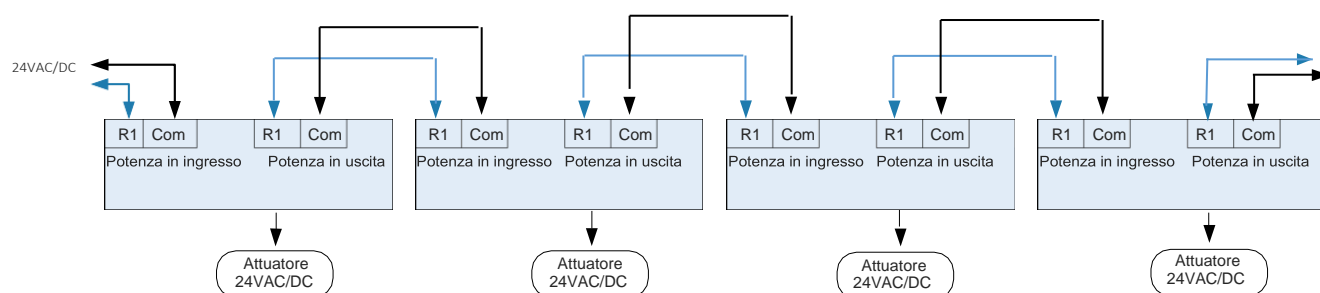 24VAC/DC
R1 Com R1 Com R1 Com R1 Com R1 Com R1 Com R1 Com R1 Com
Potenza in ingresso Potenza in uscita Potenza in ingresso Potenza in uscita Potenza in ingresso Potenza in uscita Potenza in ingresso Potenza in uscita
Attuatore Attuatore Attuatore Attuatore
24VAC/DC 24VAC/DC 24VAC/DC 24VAC/DC